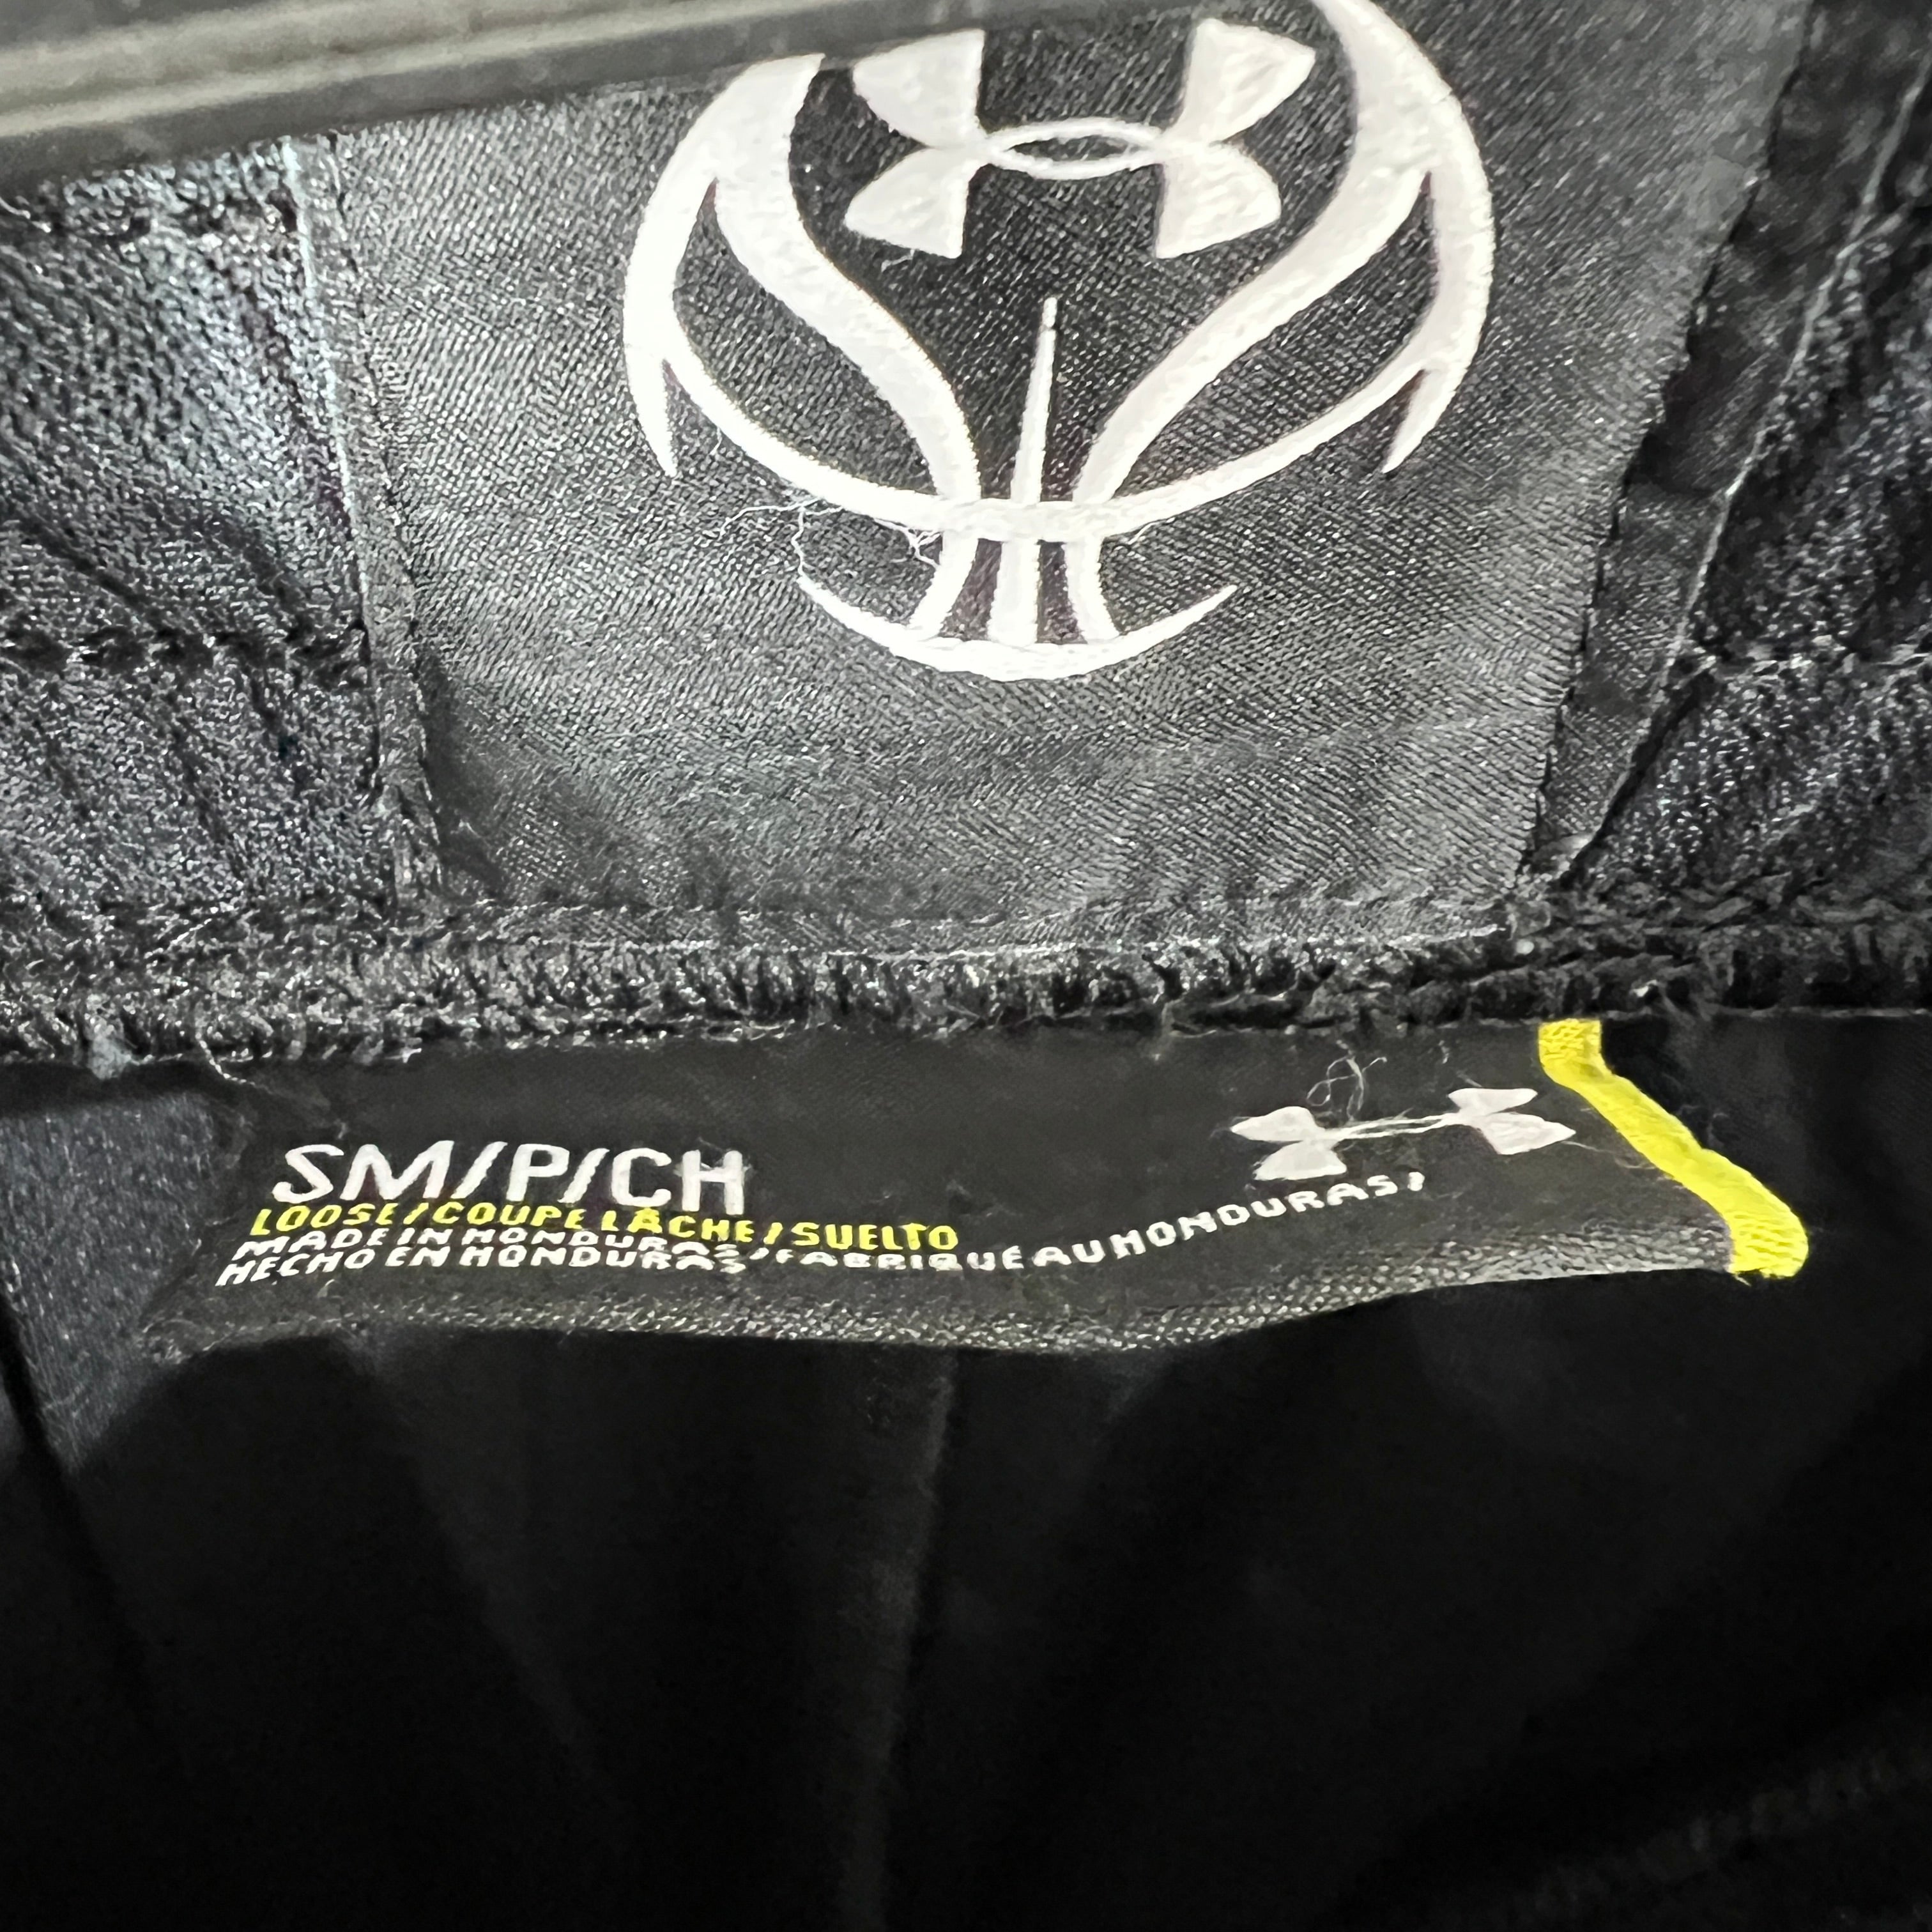 SM/P/CH
LOOSE/COUPE LÂCHE/SUELTO
MADE IN HONDURAS/FABRIQUÉ AU HONDURAS/
HECHO EN HONDURAS